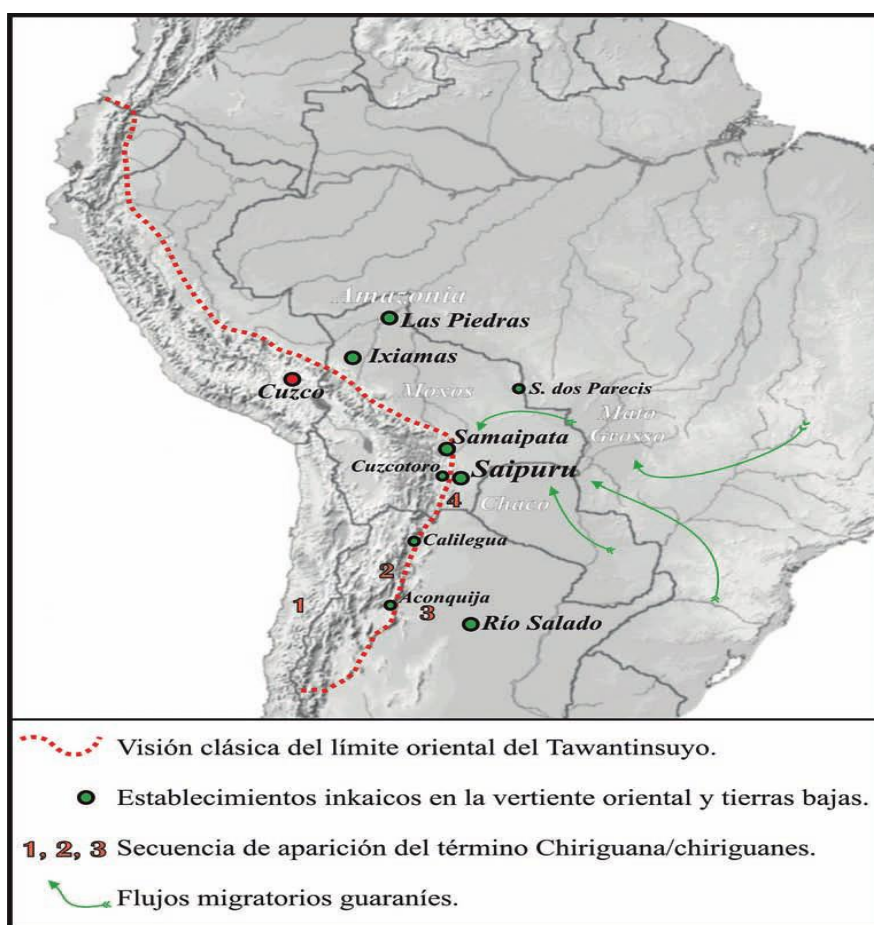 Amazonia
Las Piedras
Ixiamas
Cuzco
Moxos
S. dos Parecis
Mato
Grosso
Samaipata
Cuzcotoro
Saipuru
4
Chaco
Calilegua
2
1
Aconquija
3
Río Salado
Visión clásica del límite oriental del Tawantinsuyo.
Establecimientos inkaicos en la vertiente oriental y tierras bajas.
1, 2, 3 Secuencia de aparición del término Chiriguana/chiriguanes.
Flujos migratorios guaraníes.